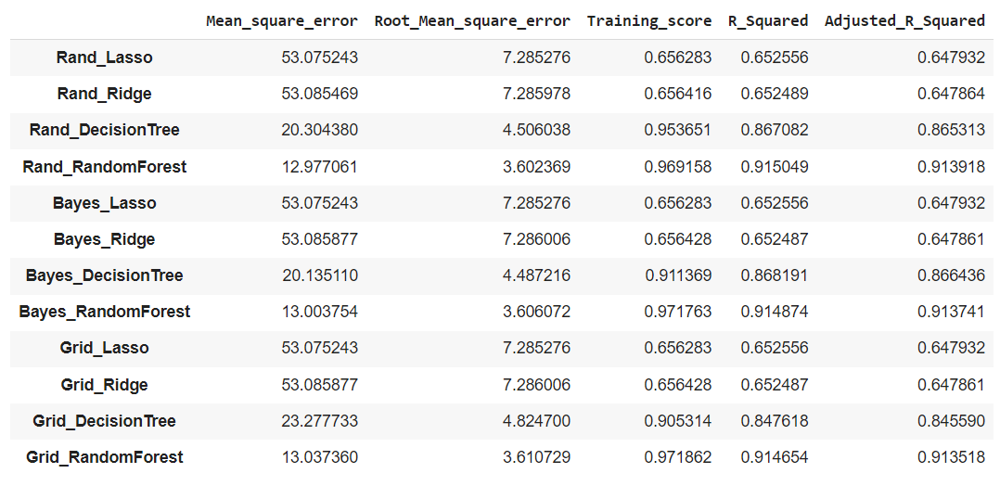 Mean_square_error Root_Mean_square_error Training_score R_Squared Adjusted_R_Squared
Rand_Lasso 53.075243 7.285276 0.656283 0.652556 0.647932
Rand_Ridge 53.085469 7.285978 0.656416 0.652489 0.647864
Rand_DecisionTree 20.304380 4.506038 0.953651 0.867082 0.865313
Rand_RandomForest 12.977061 3.602369 0.969158 0.915049 0.913918
Bayes_Lasso 53.075243 7.285276 0.656283 0.652556 0.647932
Bayes_Ridge 53.085877 7.286006 0.656428 0.652487 0.647861
Bayes_DecisionTree 20.135110 4.487216 0.911369 0.868191 0.866436
Bayes_RandomForest 13.003754 3.606072 0.971763 0.914874 0.913741
Grid_Lasso 53.075243 7.285276 0.656283 0.652556 0.647932
Grid_Ridge 53.085877 7.286006 0.656428 0.652487 0.647861
Grid_DecisionTree 23.277733 4.824700 0.905314 0.847618 0.845590
Grid_RandomForest 13.037360 3.610729 0.971862 0.914654 0.913518